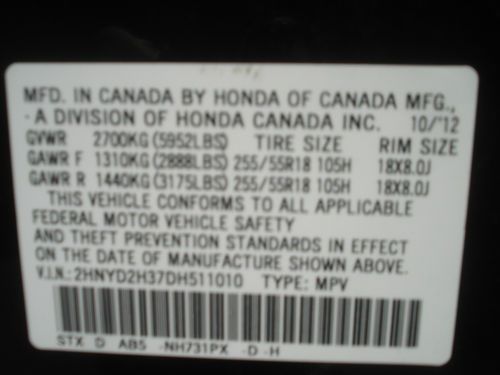 MFD. IN CANADA BY HONDA OF CANADA MFG.,
A DIVISION OF HONDA CANADA INC. 10/'12
GVWR 2700KG(5952LBS) TIRE SIZE RIM SIZE
GAWR F 1310KG(2888LBS) 255/55R18 105H 18X8.0J
GAWR R 1440KG(3175LBS) 255/55R18 105H 18X8.0J
THIS VEHICLE CONFORMS TO ALL APPLICABLE
FEDERAL MOTOR VEHICLE SAFETY
AND THEFT PREVENTION STANDARDS IN EFFECT
ON THE DATE OF MANUFACTURE SHOWN ABOVE.
V.I.N.:2HNYD2H37DH511010 TYPE: MPV
STX D AB5 -NH731PX -D-H